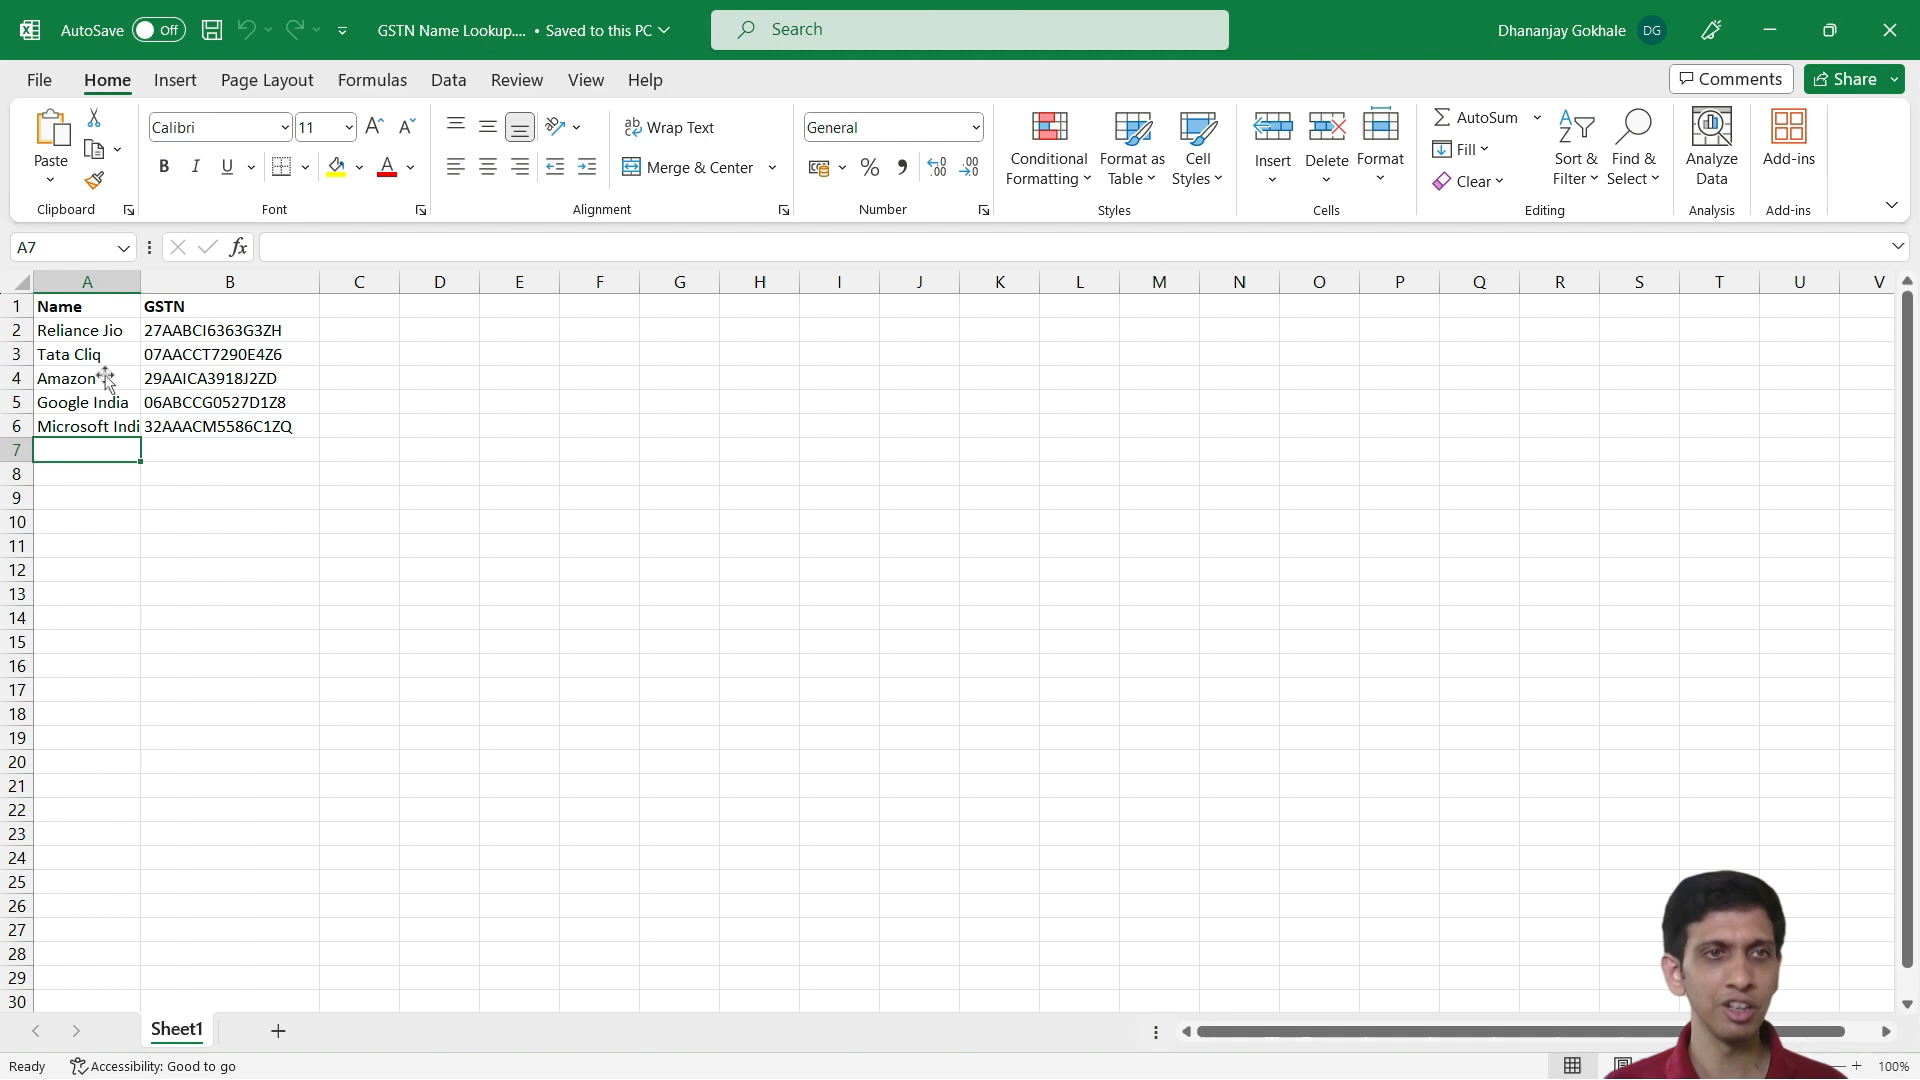 AutoSave Off GSTN Name Lookup.... • Saved to this PC Search Dhananjay Gokhale DG
File Home Insert Page Layout Formulas Data Review View Help Comments Share
Paste Calibri 11 Wrap Text General Conditional Formatting Format as Table Cell Styles Insert Delete Format AutoSum Sort & Filter Find & Select Analyze Data Add-ins
B I U A Merge & Center % Fill
Clear
Clipboard Font Alignment Number Styles Cells Editing Analysis Add-ins
A7 fx
A B C D E F G H I J K L M N O P Q R S T U V
1 Name GSTN
2 Reliance Jio 27AABCI6363G3ZH
3 Tata Cliq 07AACCT7290E4Z6
4 Amazon 29AAICA3918J2ZD
5 Google India 06ABCCG0527D1Z8
6 Microsoft Indi 32AAACM5586C1ZQ
7
8
9
10
11
12
13
14
15
16
17
18
19
20
21
22
23
24
25
26
27
28
29
30
Sheet1
Ready Accessibility: Good to go 100%